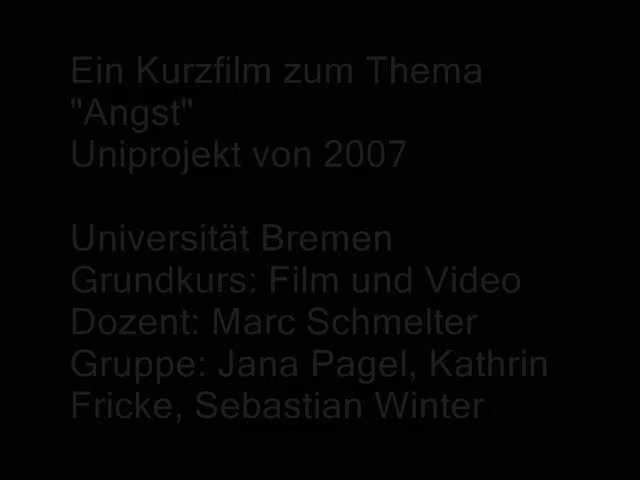 Ein Kurzfilm zum Thema
"Angst"
Uniprojekt von 2007
Universität Bremen
Grundkurs: Film und Video
Dozent: Marc Schmelter
Gruppe: Jana Pagel, Kathrin
Fricke, Sebastian Winter